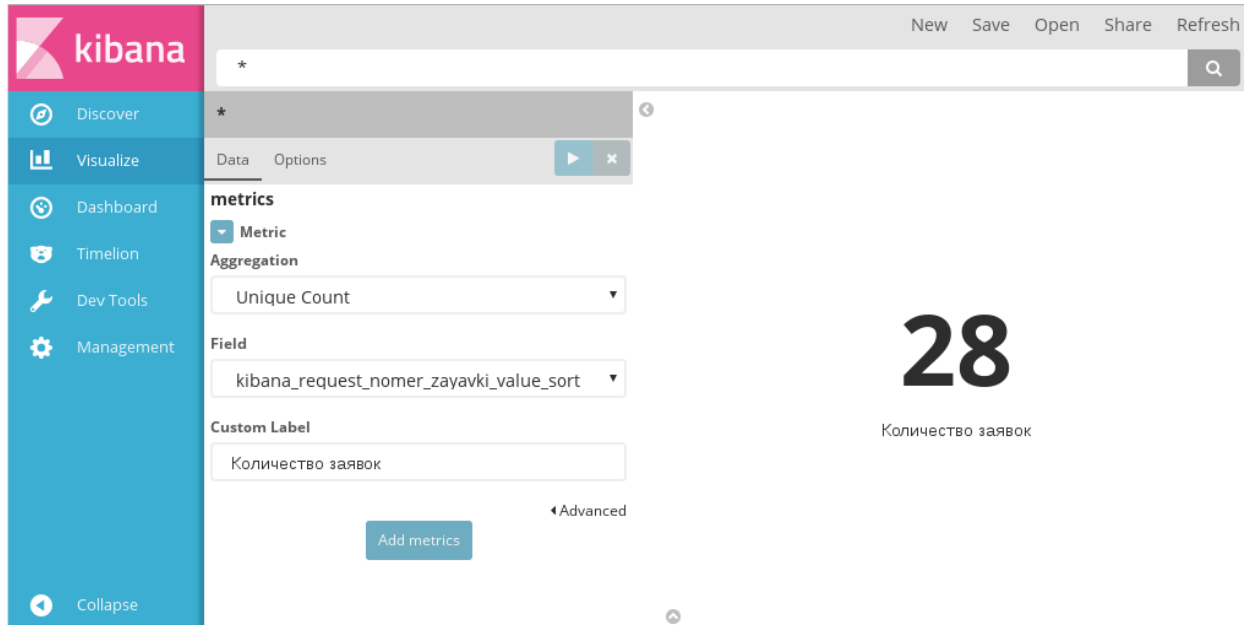 kibana
New Save Open Share Refresh
*
Discover
Visualize
Dashboard
Timelion
Dev Tools
Management
Collapse
*
Data Options
metrics
Metric
Aggregation
Unique Count
Field
kibana_request_nomer_zayavki_value_sort
Custom Label
Количество заявок
Advanced
Add metrics
28
Количество заявок